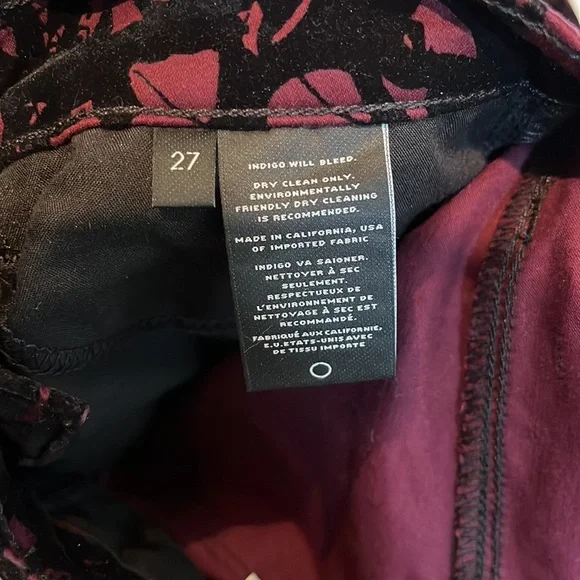 27
INDIGO WILL BLEED.
DRY CLEAN ONLY.
ENVIRONMENTALLY
FRIENDLY DRY CLEANING
IS RECOMMENDED.
MADE IN CALIFORNIA, USA
OF IMPORTED FABRIC
INDIGO VA SAIGNER.
NETTOYER À SEC
SEULEMENT.
RESPECTUEUX DE
L'ENVIRONNEMENT DE
NETTOYAGE À SEC EST
RECOMMANDÉ.
FABRIQUÉ AUX CALIFORNIE,
E.U.ETATS-UNIS AVEC
DE TISSU IMPORTE